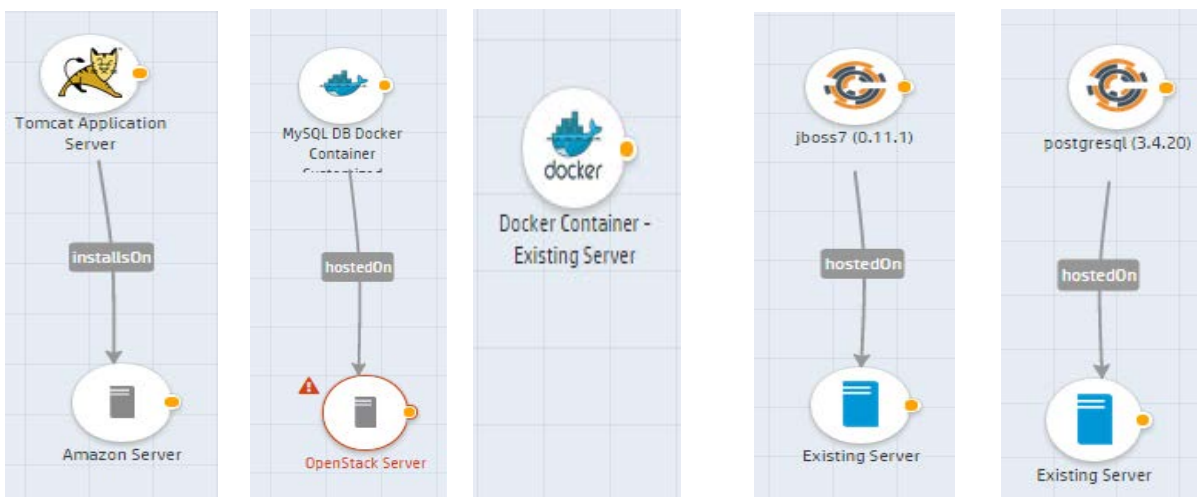 Tomcat Application
Server
installsOn
Amazon Server
MySQL DB Docker
Container
Customized
hostedOn
OpenStack Server
docker
Docker Container -
Existing Server
jboss7 (0.11.1)
hostedOn
Existing Server
postgresql (3.4.20)
hostedOn
Existing Server